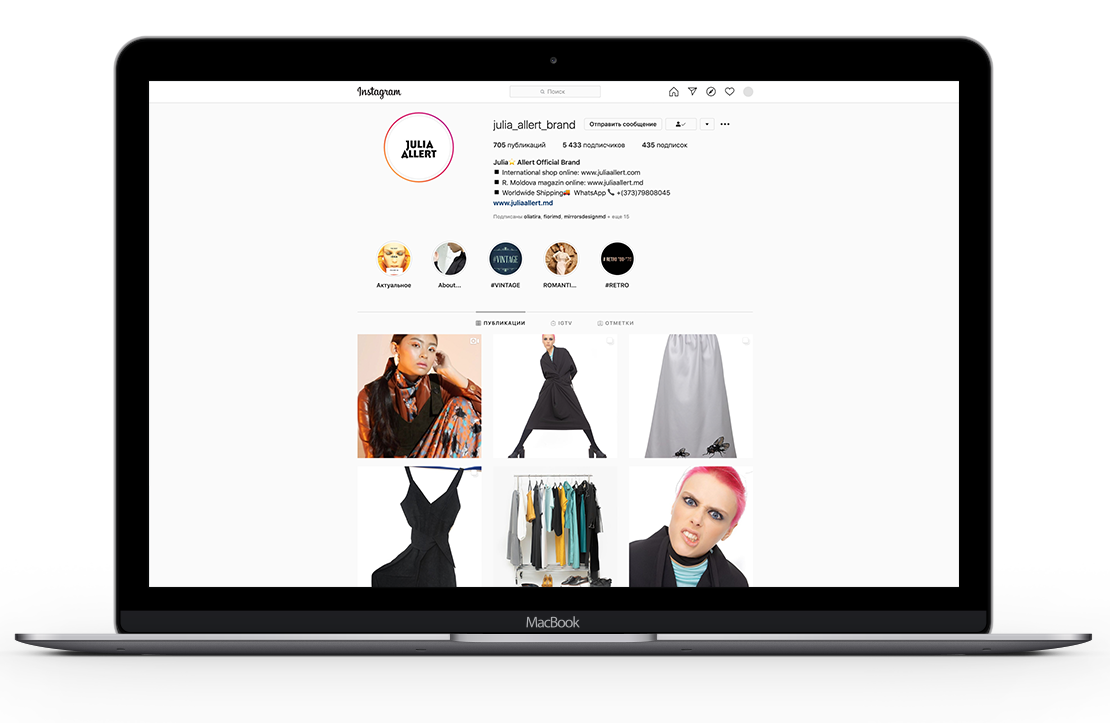 Instagram
Поиск
JULIA
ALLERT
julia_allert_brand Отправить сообщение
705 публикаций 5 433 подписчиков 435 подписок
Julia⭐ Allert Official Brand
◾ International shop online: www.juliaallert.com
◾ R. Moldova magazin online: www.juliaallert.md
◾ Worldwide Shipping🚚 WhatsApp 📞 +(373)79808045
www.juliaallert.md
Подписаны oliatira, fiorimd, mirrorsdesignmd + еще 15
#VINTAGE
Актуальное About... #VINTAGE ROMANTI... #RETRO
ПУБЛИКАЦИИ IGTV ОТМЕТКИ
MacBook